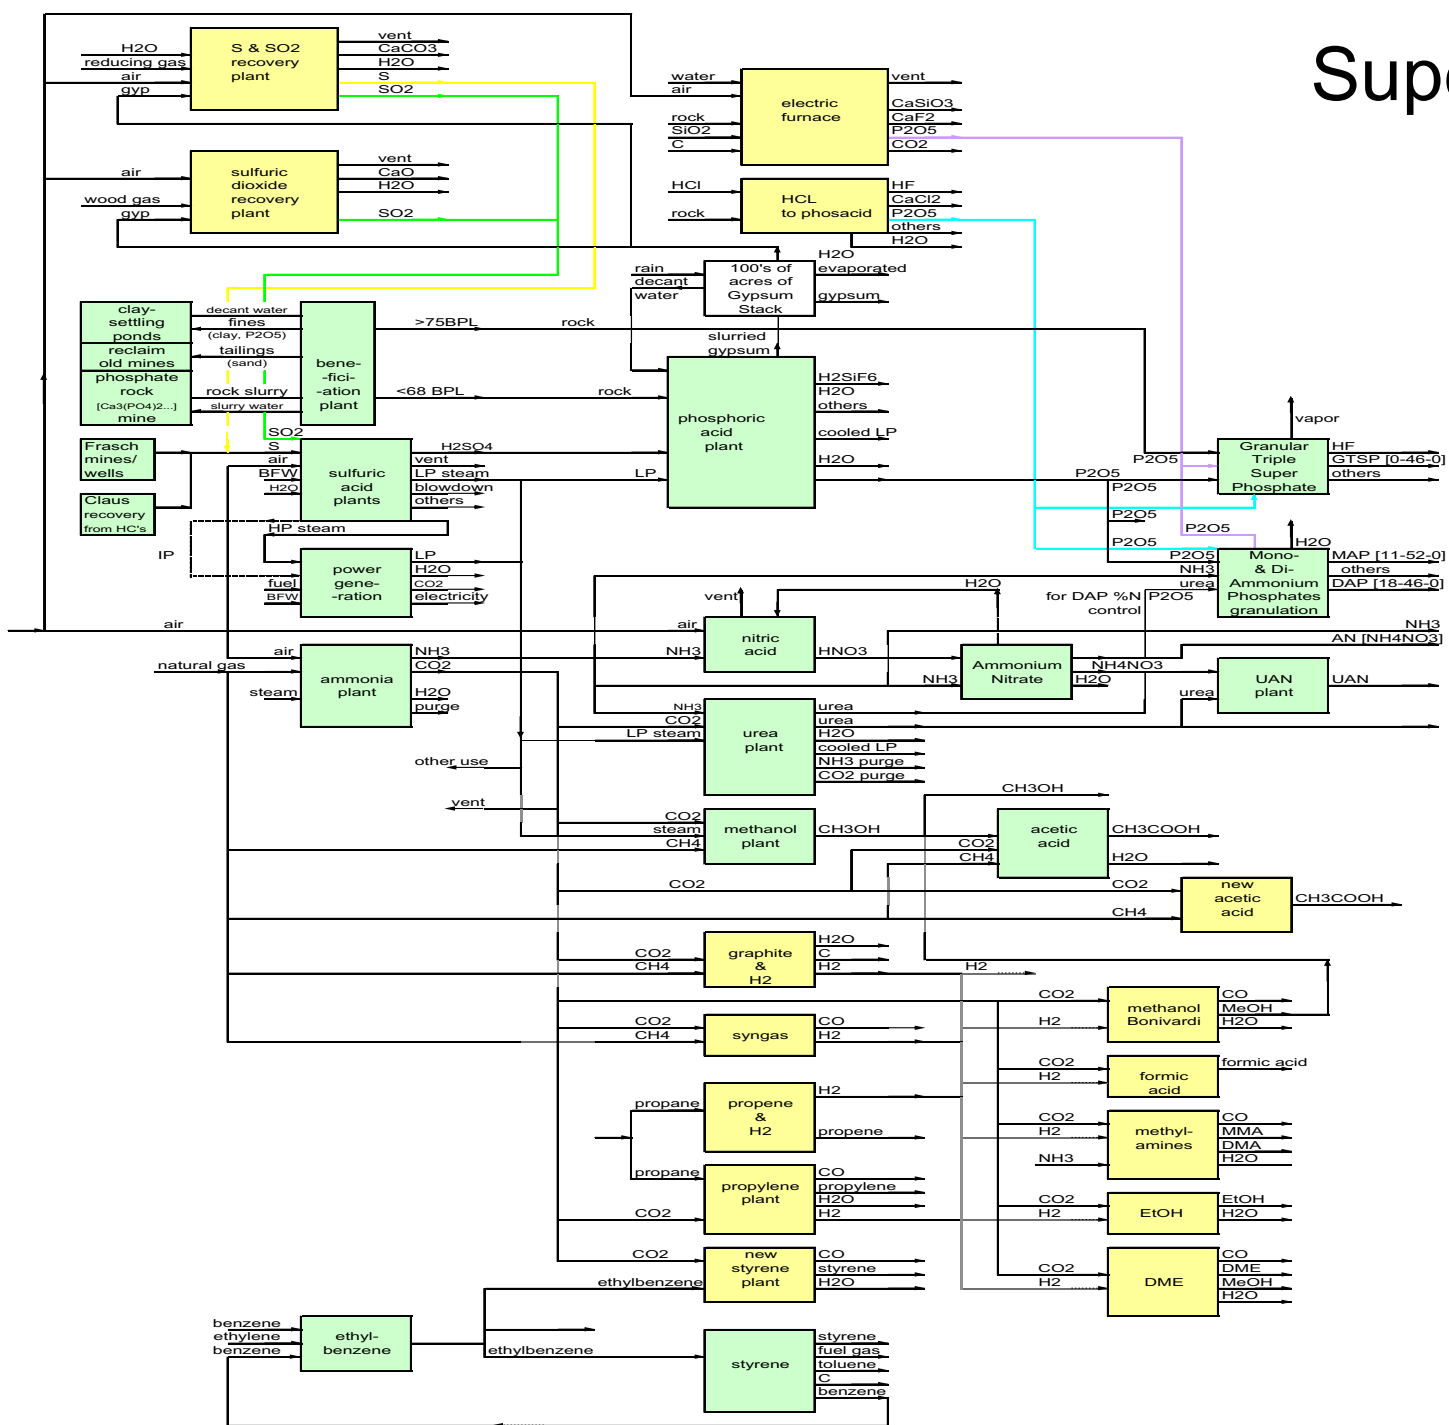 Supe
H2O
reducing gas
air
gyp
S & SO2
recovery
plant
vent
CaCO3
H2O
S
SO2
water
air
rock
SiO2
C
electric
furnace
vent
CaSiO3
CaF2
P2O5
CO2
air
wood gas
gyp
sulfuric
dioxide
recovery
plant
vent
CaO
H2O
SO2
HCl
rock
HCL
to phosacid
HF
CaCl2
P2O5
others
H2O
rain
decant
water
100's of
acres of
Gypsum
Stack
H2O
evaporated
gypsum
slurried
gypsum
clay-
settling
ponds
reclaim
old mines
phosphate
rock
[Ca3(PO4)2...]
mine
decant water
fines
(clay, P2O5)
tailings
(sand)
rock slurry
slurry water
bene-
-fici-
-ation
plant
>75BPL
rock
<68 BPL
rock
phosphoric
acid
plant
H2SiF6
H2O
others
cooled LP
H2O
Frasch
mines/
wells
Claus
recovery
from HC's
SO2
S
air
BFW
H2O
sulfuric
acid
plants
H2SO4
vent
LP steam
blowdown
others
LP
HP steam
IP
fuel
BFW
power
gene-
-ration
LP
H2O
CO2
electricity
vapor
P2O5
P2O5
P2O5
Granular
Triple
Super
Phosphate
HF
GTSP [0-46-0]
others
P2O5
P2O5
P2O5
NH3
urea
H2O
Mono-
& Di-
Ammonium
Phosphates
granulation
MAP [11-52-0]
others
DAP [18-46-0]
for DAP %N
control
P2O5
air
air
NH3
vent
nitric
acid
HNO3
H2O
NH3
Ammonium
Nitrate
NH4NO3
H2O
NH3
AN [NH4NO3]
urea
UAN
plant
UAN
natural gas
air
steam
ammonia
plant
NH3
CO2
H2O
purge
NH3
CO2
LP steam
urea
plant
urea
urea
H2O
cooled LP
NH3 purge
CO2 purge
other use
vent
CO2
steam
CH4
methanol
plant
CH3OH
CH3OH
CO2
CH4
acetic
acid
CH3COOH
H2O
CO2
CO2
CH4
new
acetic
acid
CH3COOH
CO2
CH4
graphite
&
H2
H2O
C
H2
H2
CO2
H2
methanol
Bonivardi
CO
MeOH
H2O
CO2
CH4
syngas
CO
H2
CO2
H2
formic
acid
formic acid
propane
propene
&
H2
H2
propene
CO2
H2
NH3
methyl-
amines
CO
MMA
DMA
H2O
propane
CO2
propylene
plant
CO
propylene
H2O
H2
CO2
H2
EtOH
EtOH
H2O
CO2
ethylbenzene
new
styrene
plant
CO
styrene
H2O
CO2
H2
DME
CO
DME
MeOH
H2O
benzene
ethylene
benzene
ethyl-
benzene
ethylbenzene
styrene
styrene
fuel gas
toluene
C
benzene